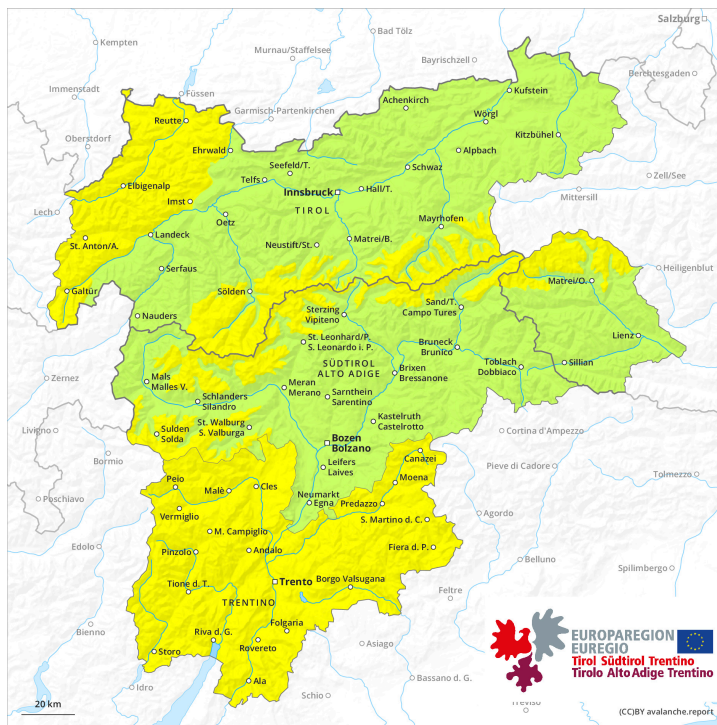 Salzburg
Kempten
Bad Tölz
Murnau/Staffelsee
Bayrischzell
Berchtesgaden
Immenstadt
Füssen
Garmisch-Partenkirchen
Achenkirch
Kufstein
Reutte
Wörgl
Oberstdorf
Ehrwald
Kitzbühel
Alpbach
Seefeld/T.
Schwaz
Telfs
Zell/See
Elbigenalp
Innsbruck
Hall/T.
Mittersill
Imst
TIROL
Lech
Oetz
Mayrhofen
St. Anton/A.
Landeck
Neustift/St.
Matrei/B.
Heiligenblut
Serfaus
Matrei/O.
Galtür
Sölden
Sand/T.
Campo Tures
Nauders
Sterzing
Vipiteno
Lienz
St. Leonhard/P.
S. Leonardo i. P.
Bruneck
Brunico
Toblach
Dobbiaco
Sillian
SÜDTIROL
ALTO ADIGE
Brixen
Bressanone
Zernez
Mals
Malles V.
Meran
Merano
Sarnthein
Sarentino
Schlanders
Silandro
Kastelruth
Castelrotto
St. Walburg
S. Valburga
Livigno
Sulden
Solda
Bozen
Bolzano
Cortina d'Ampezzo
Bormio
Canazei
Leifers
Laives
Pieve di Cadore
Tolmezzo
Moena
Peio
Malè
Cles
Neumarkt
Egna
Predazzo
Poschiavo
Vermiglio
Agordo
S. Martino d. C.
M. Campiglio
Edolo
Pinzolo
Andalo
Fiera d. P.
Belluno
Spilimbergo
Tione d. T.
Trento
Borgo Valsugana
Feltre
TRENTINO
Folgaria
Bienno
Riva d. G.
Rovereto
Asiago
Storo
Bassano d. G.
Ala
Idro
Schio
Treviso
EUROPAREGION
EUREGIO
Tirol Südtirol Trentino
Tirolo Alto Adige Trentino
20 km
(CC)BY avalanche.report